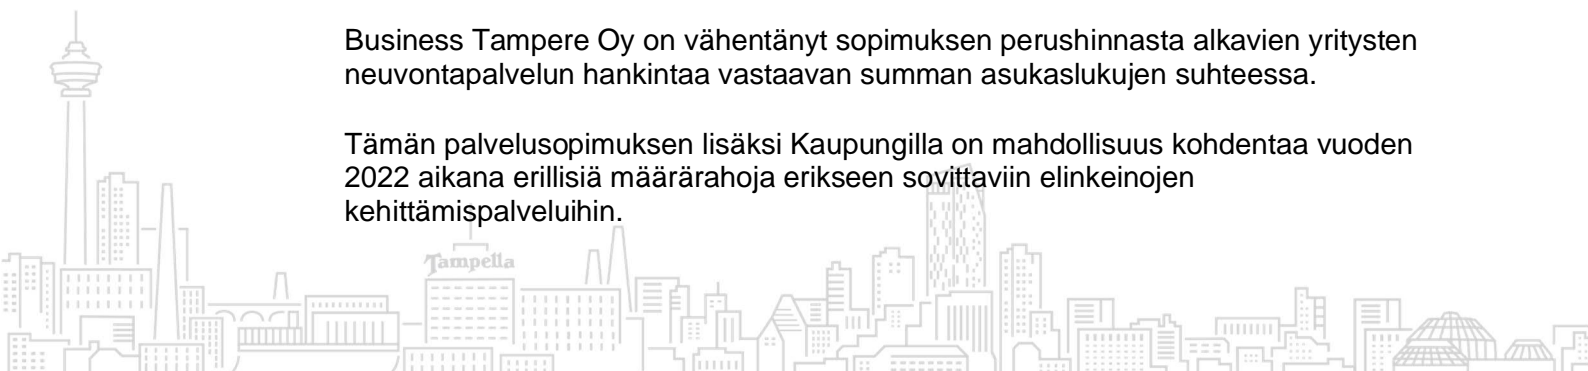 Business Tampere Oy on vähentänyt sopimuksen perushinnasta alkavien yritysten
neuvontapalvelun hankintaa vastaavan summan asukaslukujen suhteessa.
Tämän palvelusopimuksen lisäksi Kaupungilla on mahdollisuus kohdentaa vuoden
2022 aikana erillisiä määrärahoja erikseen sovittaviin elinkeinojen
kehittämispalveluihin.
Tampella